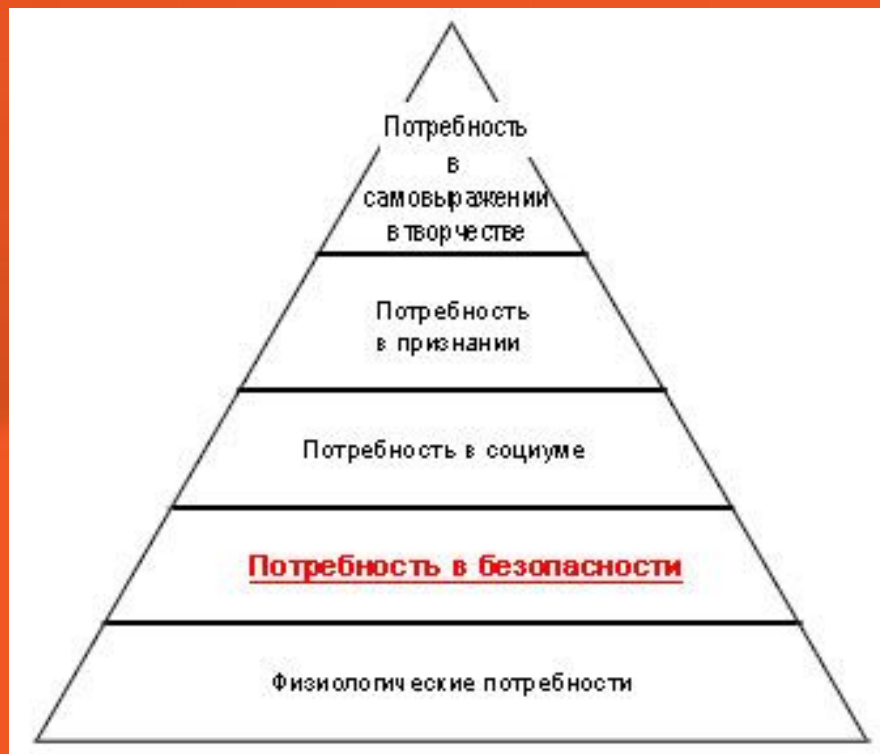 Потребность
в
самовыражении
в творчестве
Потребность
в признании
Потребность в социуме
Потребность в безопасности
Физиологические потребности